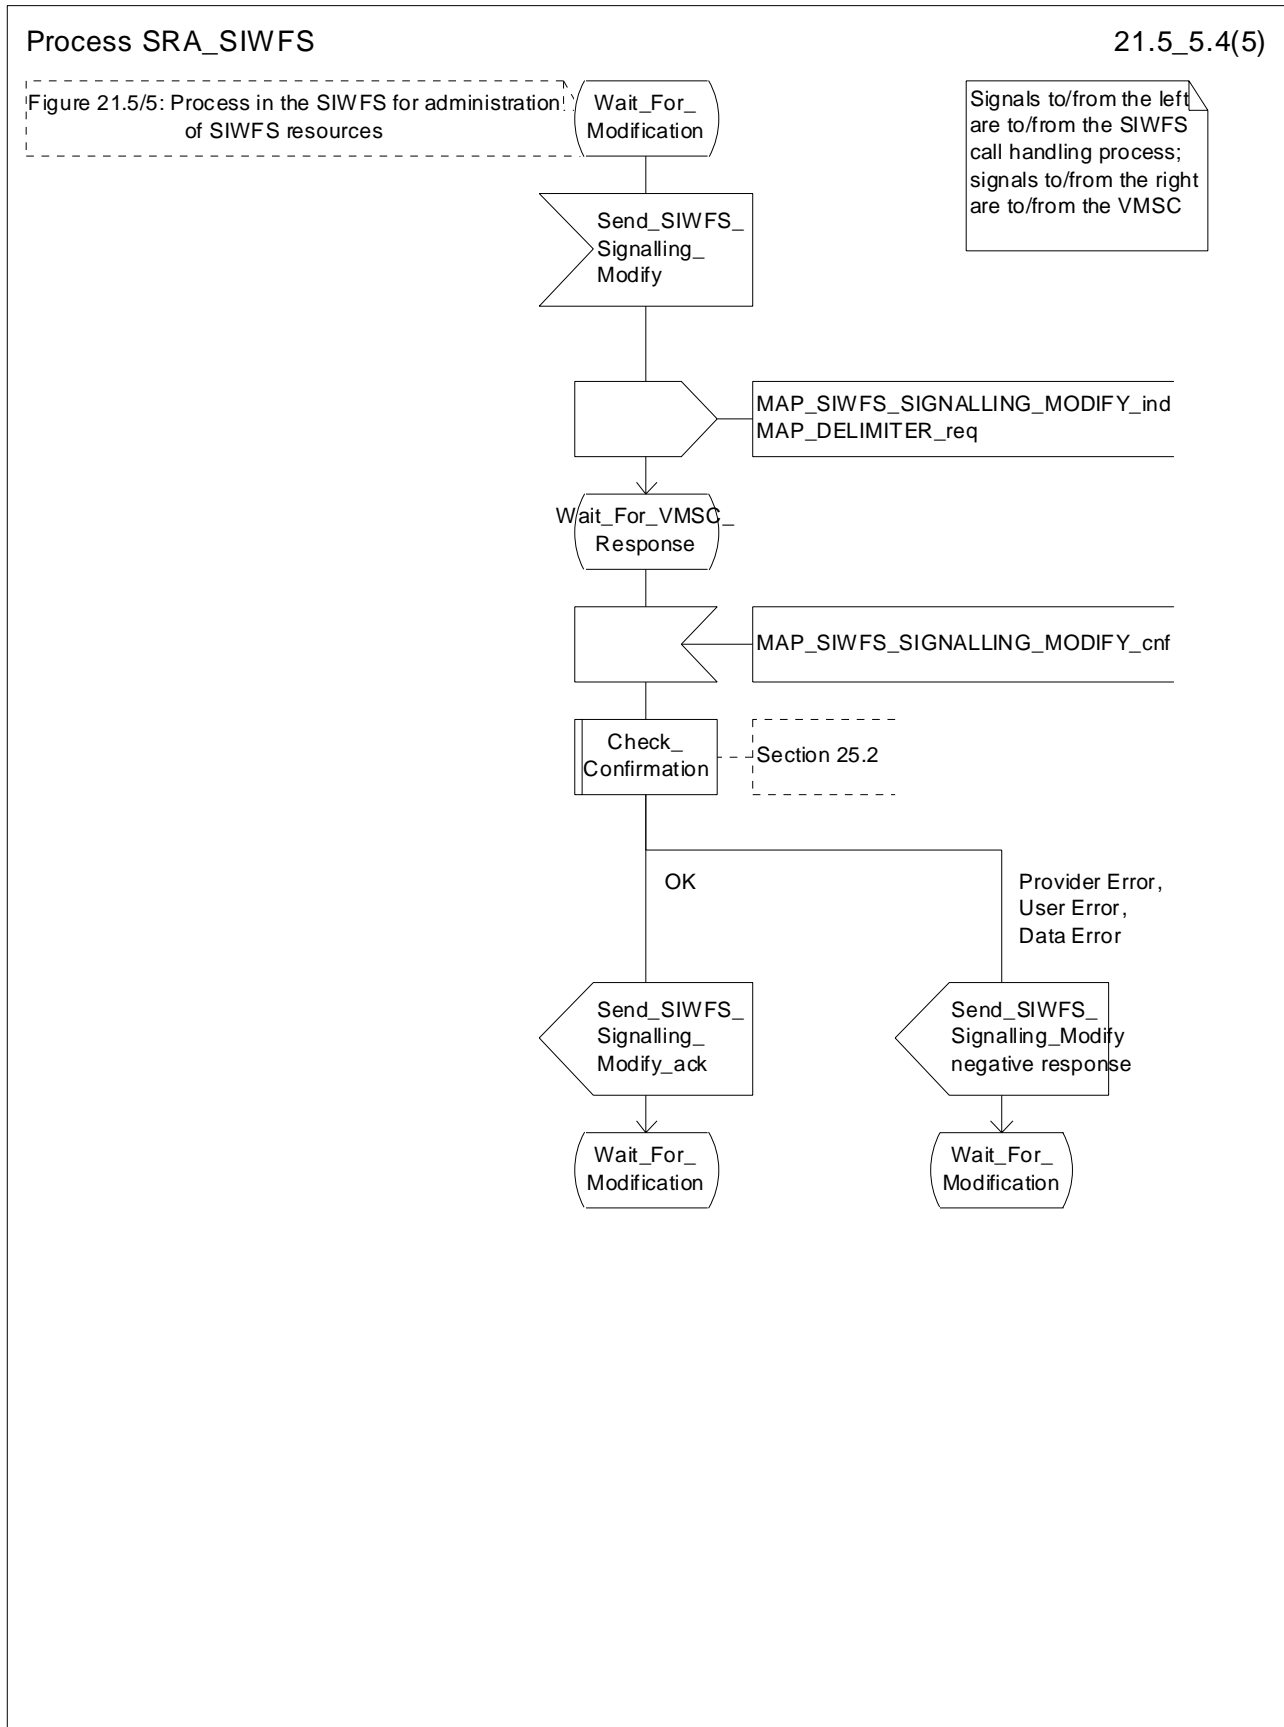 Process SRA_SIWFS
21.5_5.4(5)
Figure 21.5/5: Process in the SIWFS for administration
of SIWFS resources
Wait_For_
Modification
Signals to/from the left
are to/from the SIWFS
call handling process;
signals to/from the right
are to/from the VMSC
Send_SIWFS_
Signalling_
Modify
MAP_SIWFS_SIGNALLING_MODIFY_ind
MAP_DELIMITER_req
Wait_For_VMSC_
Response
MAP_SIWFS_SIGNALLING_MODIFY_cnf
Check_
Confirmation
Section 25.2
OK
Provider Error,
User Error,
Data Error
Send_SIWFS_
Signalling_
Modify_ack
Send_SIWFS_
Signalling_Modify
negative response
Wait_For_
Modification
Wait_For_
Modification